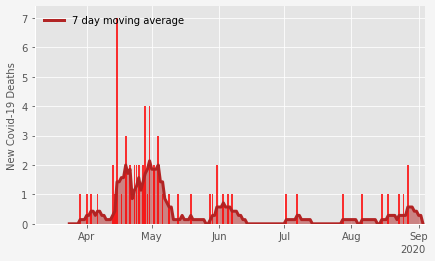 7 day moving average
New Covid-19 Deaths
7
6
5
4
3
2
1
0
Apr
May
Jun
Jul
Aug
Sep
2020